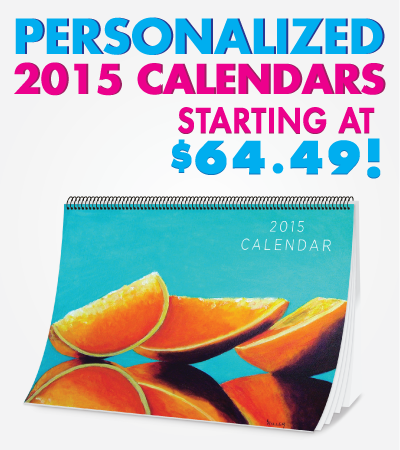 PERSONALIZED
2015 CALENDARS
STARTING AT
$64.49!
2015
CALENDAR